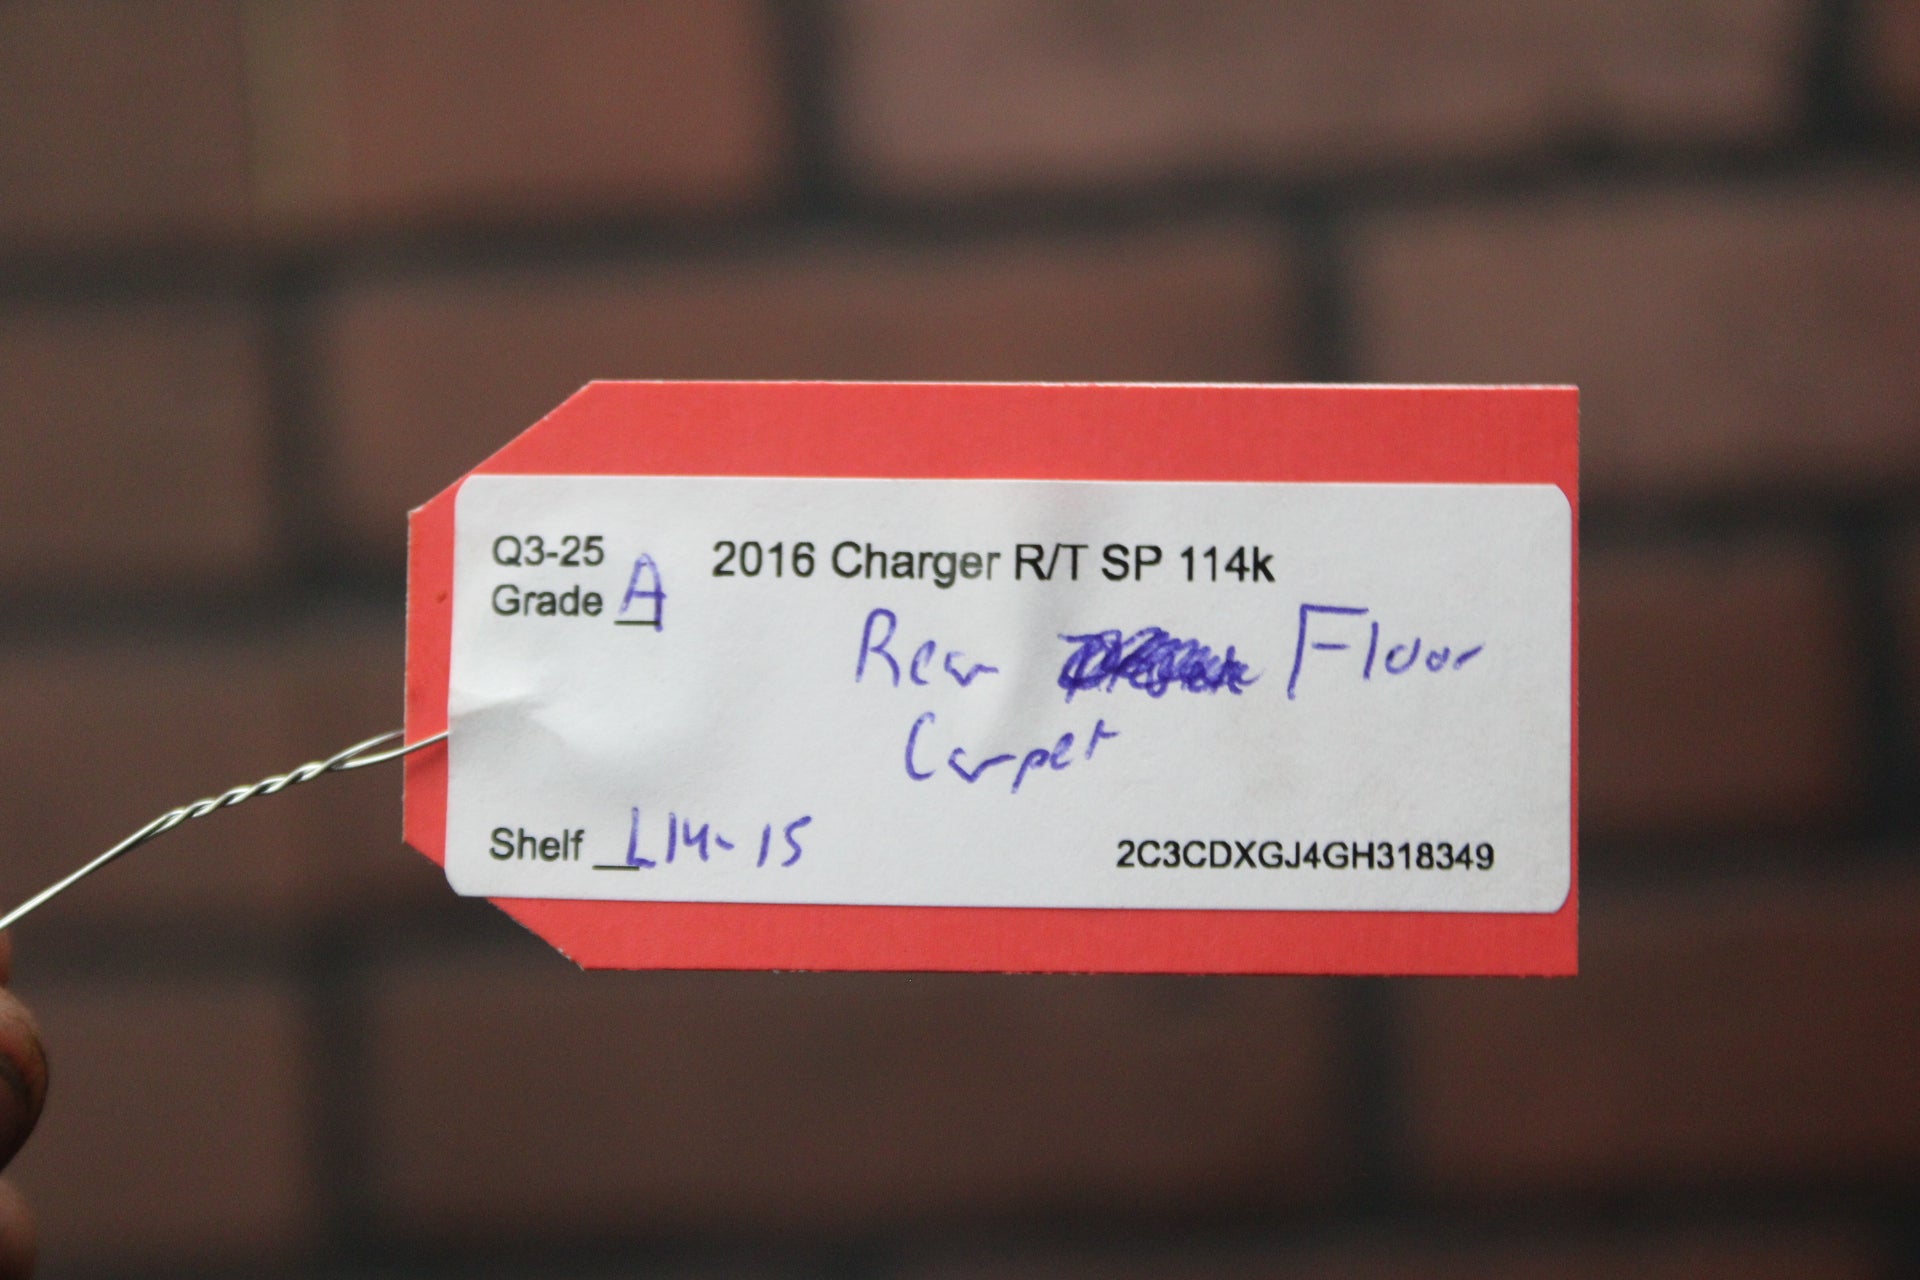 Q3-25
Grade A
2016 Charger R/T SP 114k
Rear Floor
Carpet
Shelf L14-15
2C3CDXGJ4GH318349